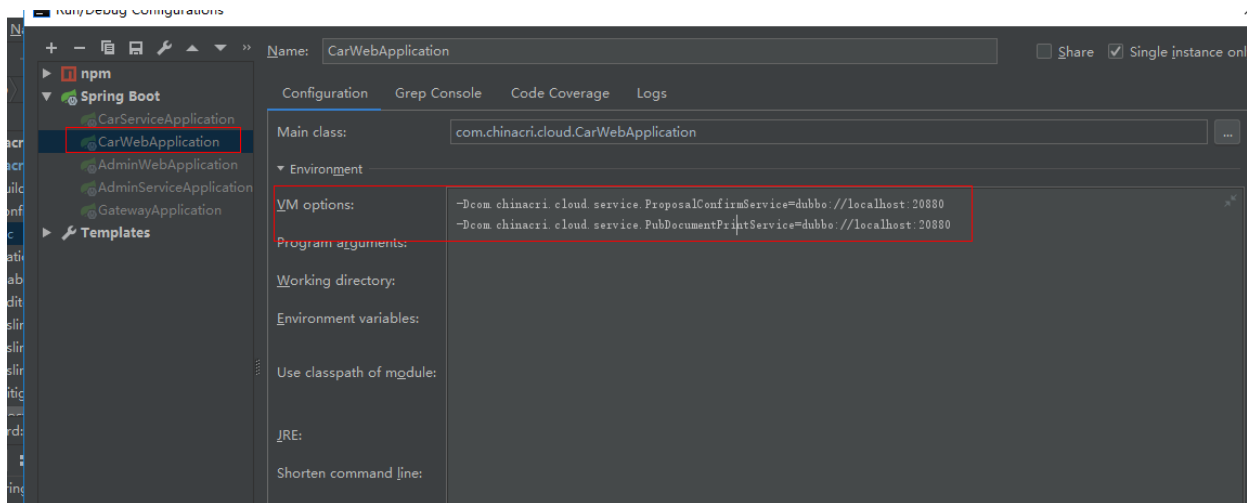 Run/Debug Configurations
Name: CarWebApplication
Share
Single instance onl
npm
Spring Boot
CarServiceApplication
CarWebApplication
AdminWebApplication
AdminServiceApplication
GatewayApplication
Templates
Configuration
Grep Console
Code Coverage
Logs
Main class:
com.chinacri.cloud.CarWebApplication
...
Environment
VM options:
-Dcom.chinacri.cloud.service.ProposalConfirmService=dubbo://localhost:20880
-Dcom.chinacri.cloud.service.PubDocumentPrintService=dubbo://localhost:20880
Program arguments:
Working directory:
Environment variables:
Use classpath of module:
JRE:
Shorten command line: